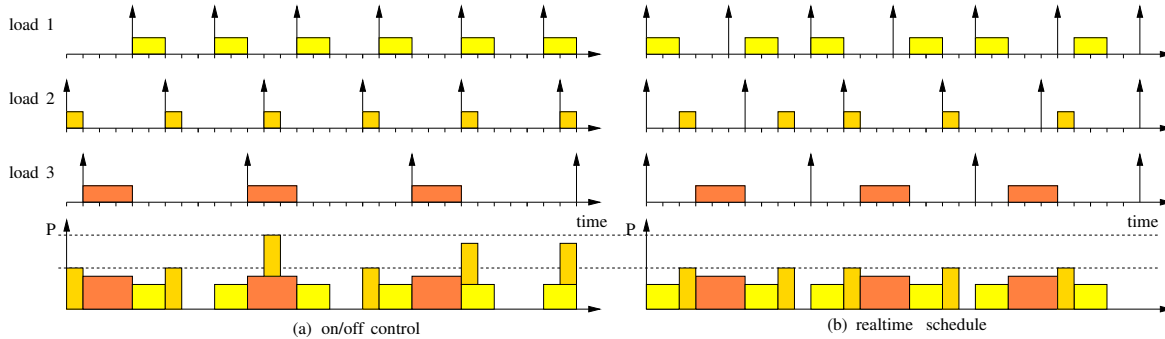 load 1
load 2
load 3
time
time
P
P
(a) on/off control
(b) realtime schedule